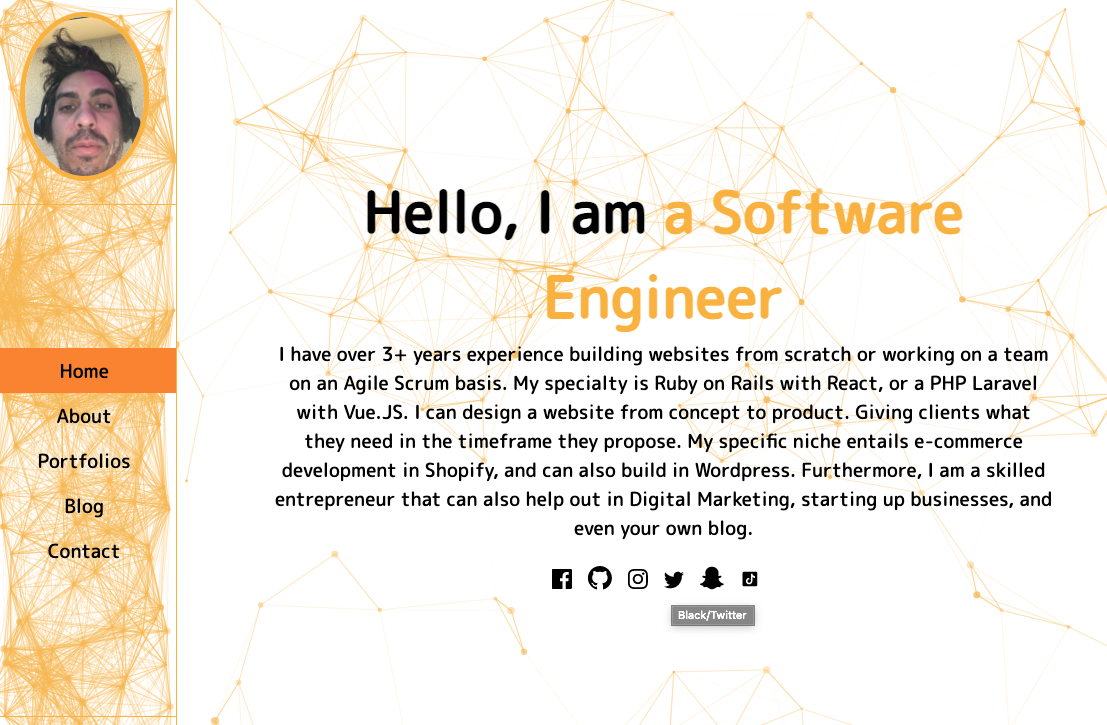 Home
About
Portfolios
Blog
Contact
Hello, I am a Software
Engineer
I have over 3+ years experience building websites from scratch or working on a team
on an Agile Scrum basis. My specialty is Ruby on Rails with React, or a PHP Laravel
with Vue.JS. I can design a website from concept to product. Giving clients what
they need in the timeframe they propose. My specific niche entails e-commerce
development in Shopify, and can also build in Wordpress. Furthermore, I am a skilled
entrepreneur that can also help out in Digital Marketing, starting up businesses, and
even your own blog.
Black/Twitter